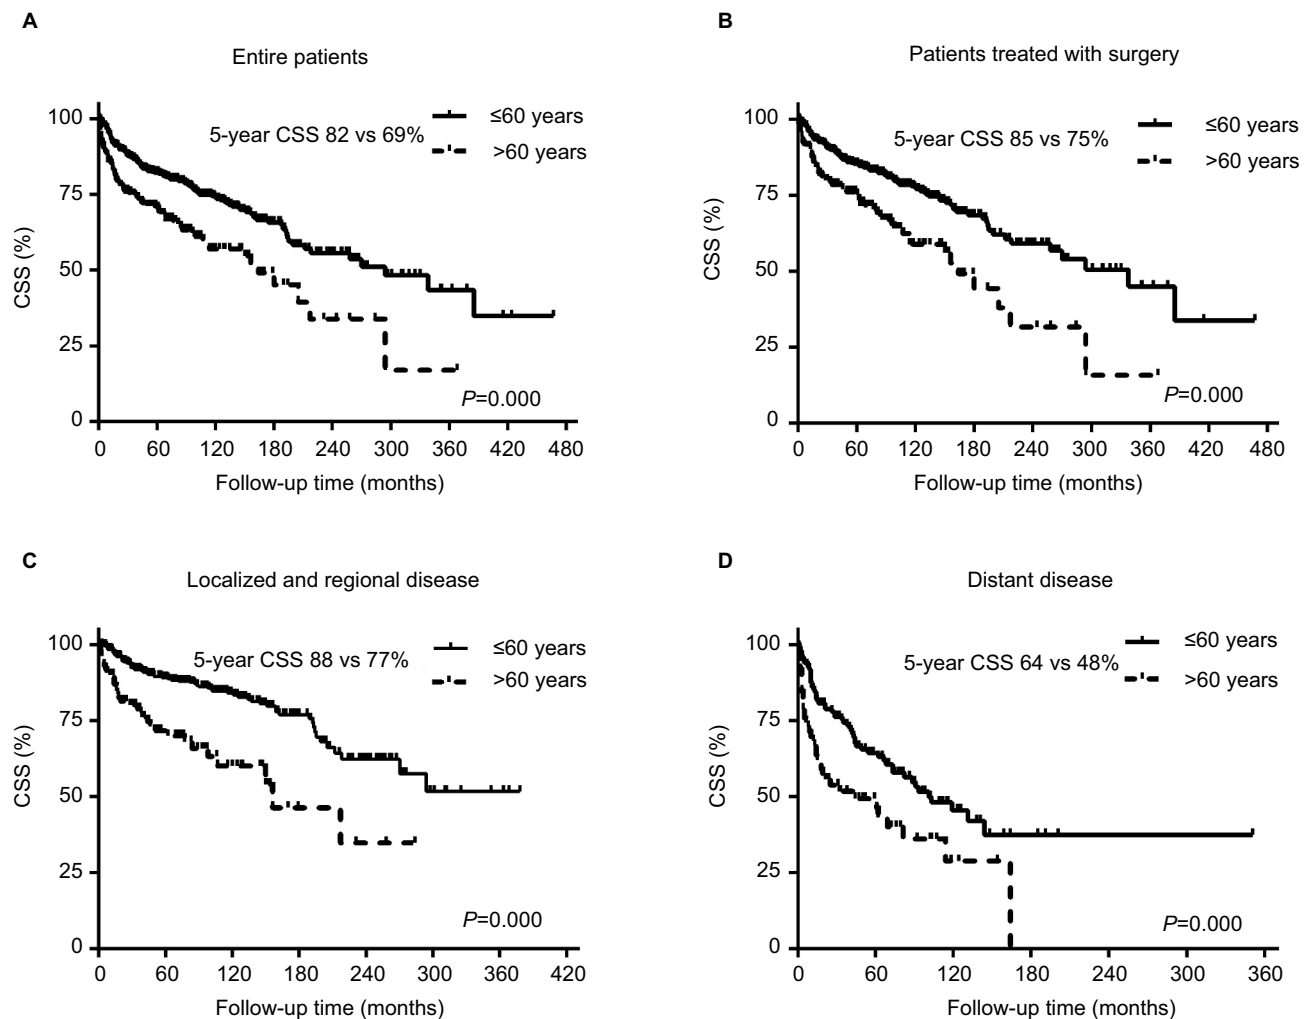 A
Entire patients
100
75
50
25
0
CSS (%)
5-year CSS 82 vs 69%
≤60 years
>60 years
P=0.000
0 60 120 180 240 300 360 420 480
Follow-up time (months)
B
Patients treated with surgery
100
75
50
25
0
CSS (%)
5-year CSS 85 vs 75%
≤60 years
>60 years
P=0.000
0 60 120 180 240 300 360 420 480
Follow-up time (months)
C
Localized and regional disease
100
75
50
25
0
CSS (%)
5-year CSS 88 vs 77%
≤60 years
>60 years
P=0.000
0 60 120 180 240 300 360 420
Follow-up time (months)
D
Distant disease
100
75
50
25
0
CSS (%)
5-year CSS 64 vs 48%
≤60 years
>60 years
P=0.000
0 60 120 240 300 360
Follow-up time (months)